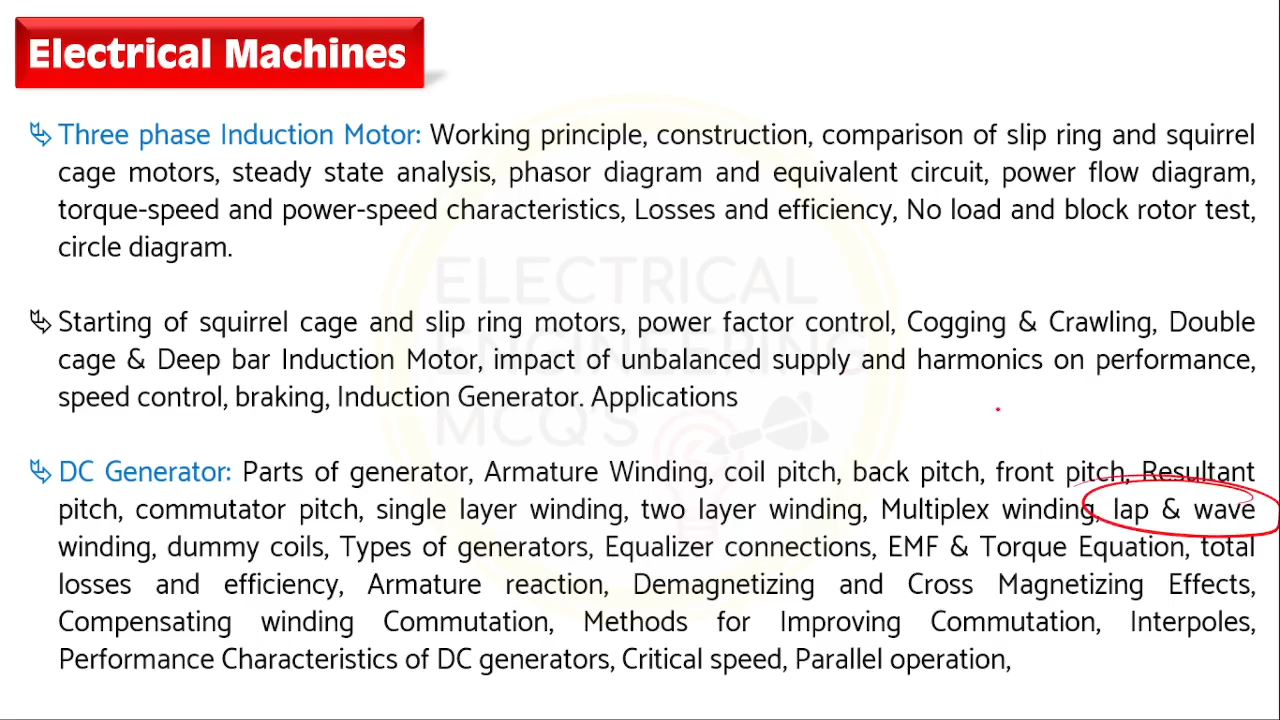 Electrical Machines
Three phase Induction Motor: Working principle, construction, comparison of slip ring and squirrel
cage motors, steady state analysis, phasor diagram and equivalent circuit, power flow diagram,
torque-speed and power-speed characteristics, Losses and efficiency, No load and block rotor test,
circle diagram.
Starting of squirrel cage and slip ring motors, power factor control, Cogging & Crawling, Double
cage & Deep bar Induction Motor, impact of unbalanced supply and harmonics on performance,
speed control, braking, Induction Generator. Applications
DC Generator: Parts of generator, Armature Winding, coil pitch, back pitch, front pitch, Resultant
pitch, commutator pitch, single layer winding, two layer winding, Multiplex winding, lap & wave
winding, dummy coils, Types of generators, Equalizer connections, EMF & Torque Equation, total
losses and efficiency, Armature reaction, Demagnetizing and Cross Magnetizing Effects,
Compensating winding Commutation, Methods for Improving Commutation, Interpoles,
Performance Characteristics of DC generators, Critical speed, Parallel operation,
ELECTRICAL
ENGINEERING
MCQ'S